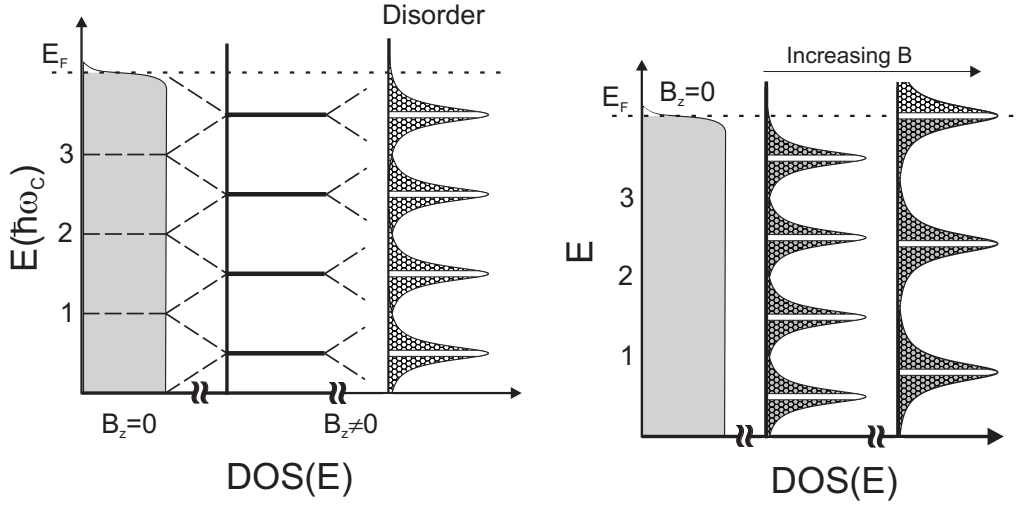 Disorder
E_F
3
2
1
E(ħω_C)
B_z=0
B_z≠0
DOS(E)
Increasing B
E_F
B_z=0
3
2
1
E
DOS(E)